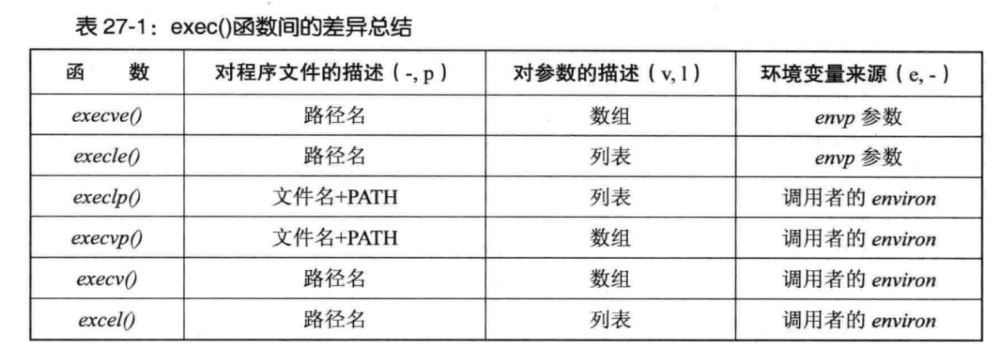 表 27-1：exec()函数间的差异总结
函 数 对程序文件的描述（-, p） 对参数的描述（v, l） 环境变量来源（e, -）
execve() 路径名 数组 envp 参数
execle() 路径名 列表 envp 参数
execlp() 文件名+PATH 列表 调用者的 environ
execvp() 文件名+PATH 数组 调用者的 environ
execv() 路径名 数组 调用者的 environ
excel() 路径名 列表 调用者的 environ